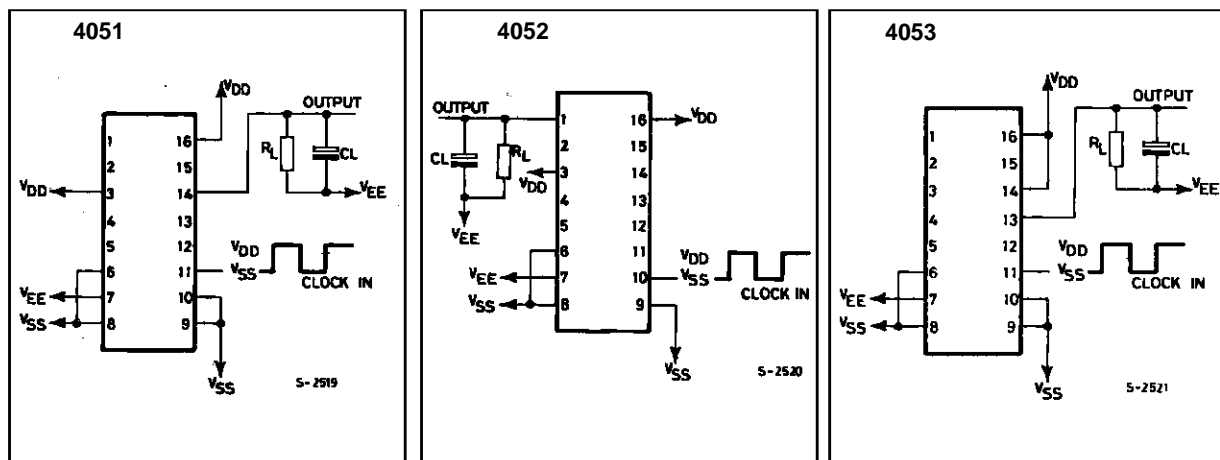 4051
VDD
OUTPUT
1 16
2 15 RL CL
VDD 3 14 VEE
4 13
5 12 VDD
6 11 VSS CLOCK IN
VEE 7 10
VSS 8 9
VSS
S-2519
4052
OUTPUT
1 16 VDD
CL RL 2 15
VDD 3 14
4 13
VEE 5 12
6 11 VDD
VEE 7 10 VSS CLOCK IN
VSS 8 9
VSS
S-2520
4053
VDD
OUTPUT
1 16
2 15 RL CL
3 14 VEE
4 13
5 12 VDD
6 11 VSS CLOCK IN
VEE 7 10
VSS 8 9
VSS
S-2521